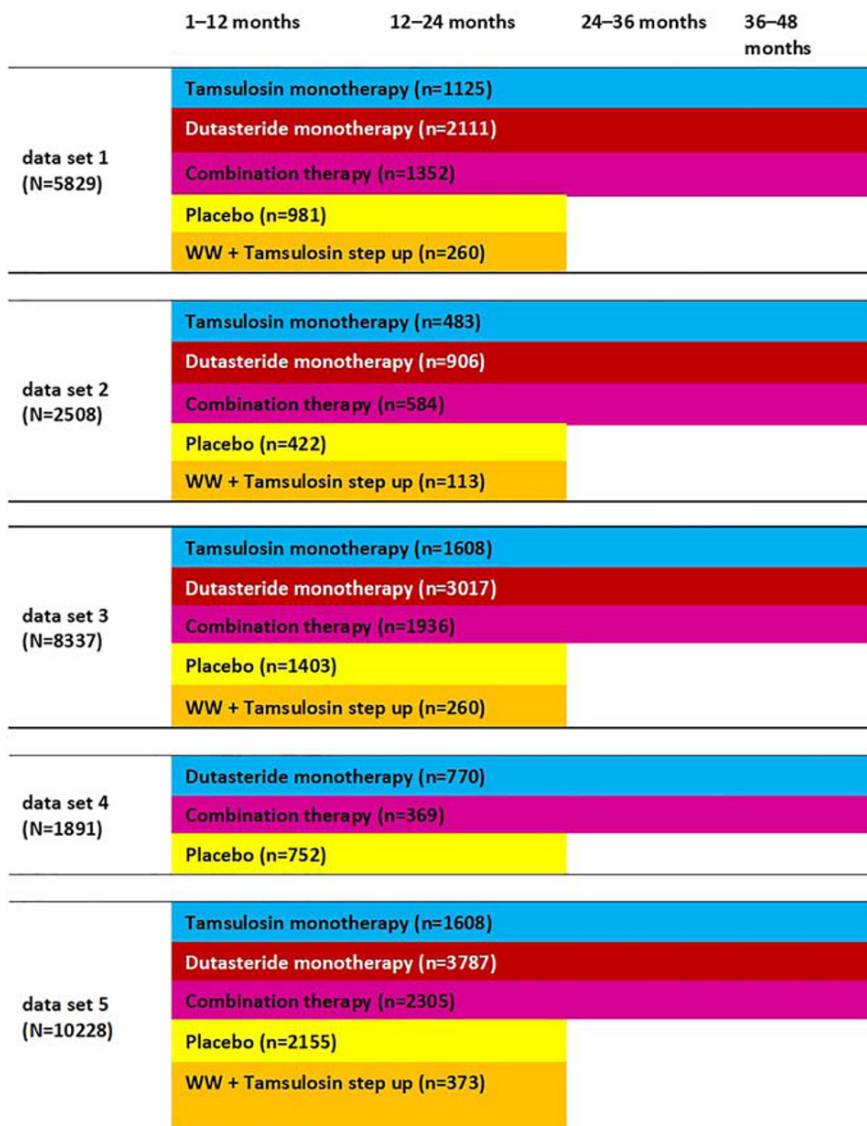 1–12 months 12–24 months 24–36 months 36–48 months
data set 1
(N=5829)
Tamsulosin monotherapy (n=1125)
Dutasteride monotherapy (n=2111)
Combination therapy (n=1352)
Placebo (n=981)
WW + Tamsulosin step up (n=260)
data set 2
(N=2508)
Tamsulosin monotherapy (n=483)
Dutasteride monotherapy (n=906)
Combination therapy (n=584)
Placebo (n=422)
WW + Tamsulosin step up (n=113)
data set 3
(N=8337)
Tamsulosin monotherapy (n=1608)
Dutasteride monotherapy (n=3017)
Combination therapy (n=1936)
Placebo (n=1403)
WW + Tamsulosin step up (n=260)
data set 4
(N=1891)
Dutasteride monotherapy (n=770)
Combination therapy (n=369)
Placebo (n=752)
data set 5
(N=10228)
Tamsulosin monotherapy (n=1608)
Dutasteride monotherapy (n=3787)
Combination therapy (n=2305)
Placebo (n=2155)
WW + Tamsulosin step up (n=373)